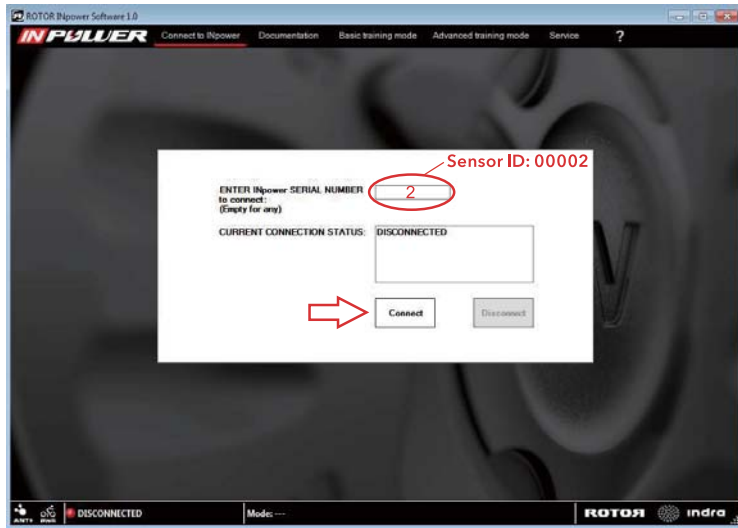 ROTOR INpower Software 1.0
INPOWER Connect to INpower Documentation Basic training mode Advanced training mode Service ?
Sensor ID: 00002
ENTER INpower SERIAL NUMBER
to connect:
(Empty for any)
2
CURRENT CONNECTION STATUS: DISCONNECTED
Connect Disconnect
ANT+ DISCONNECTED Mode: --- ROTOR indra